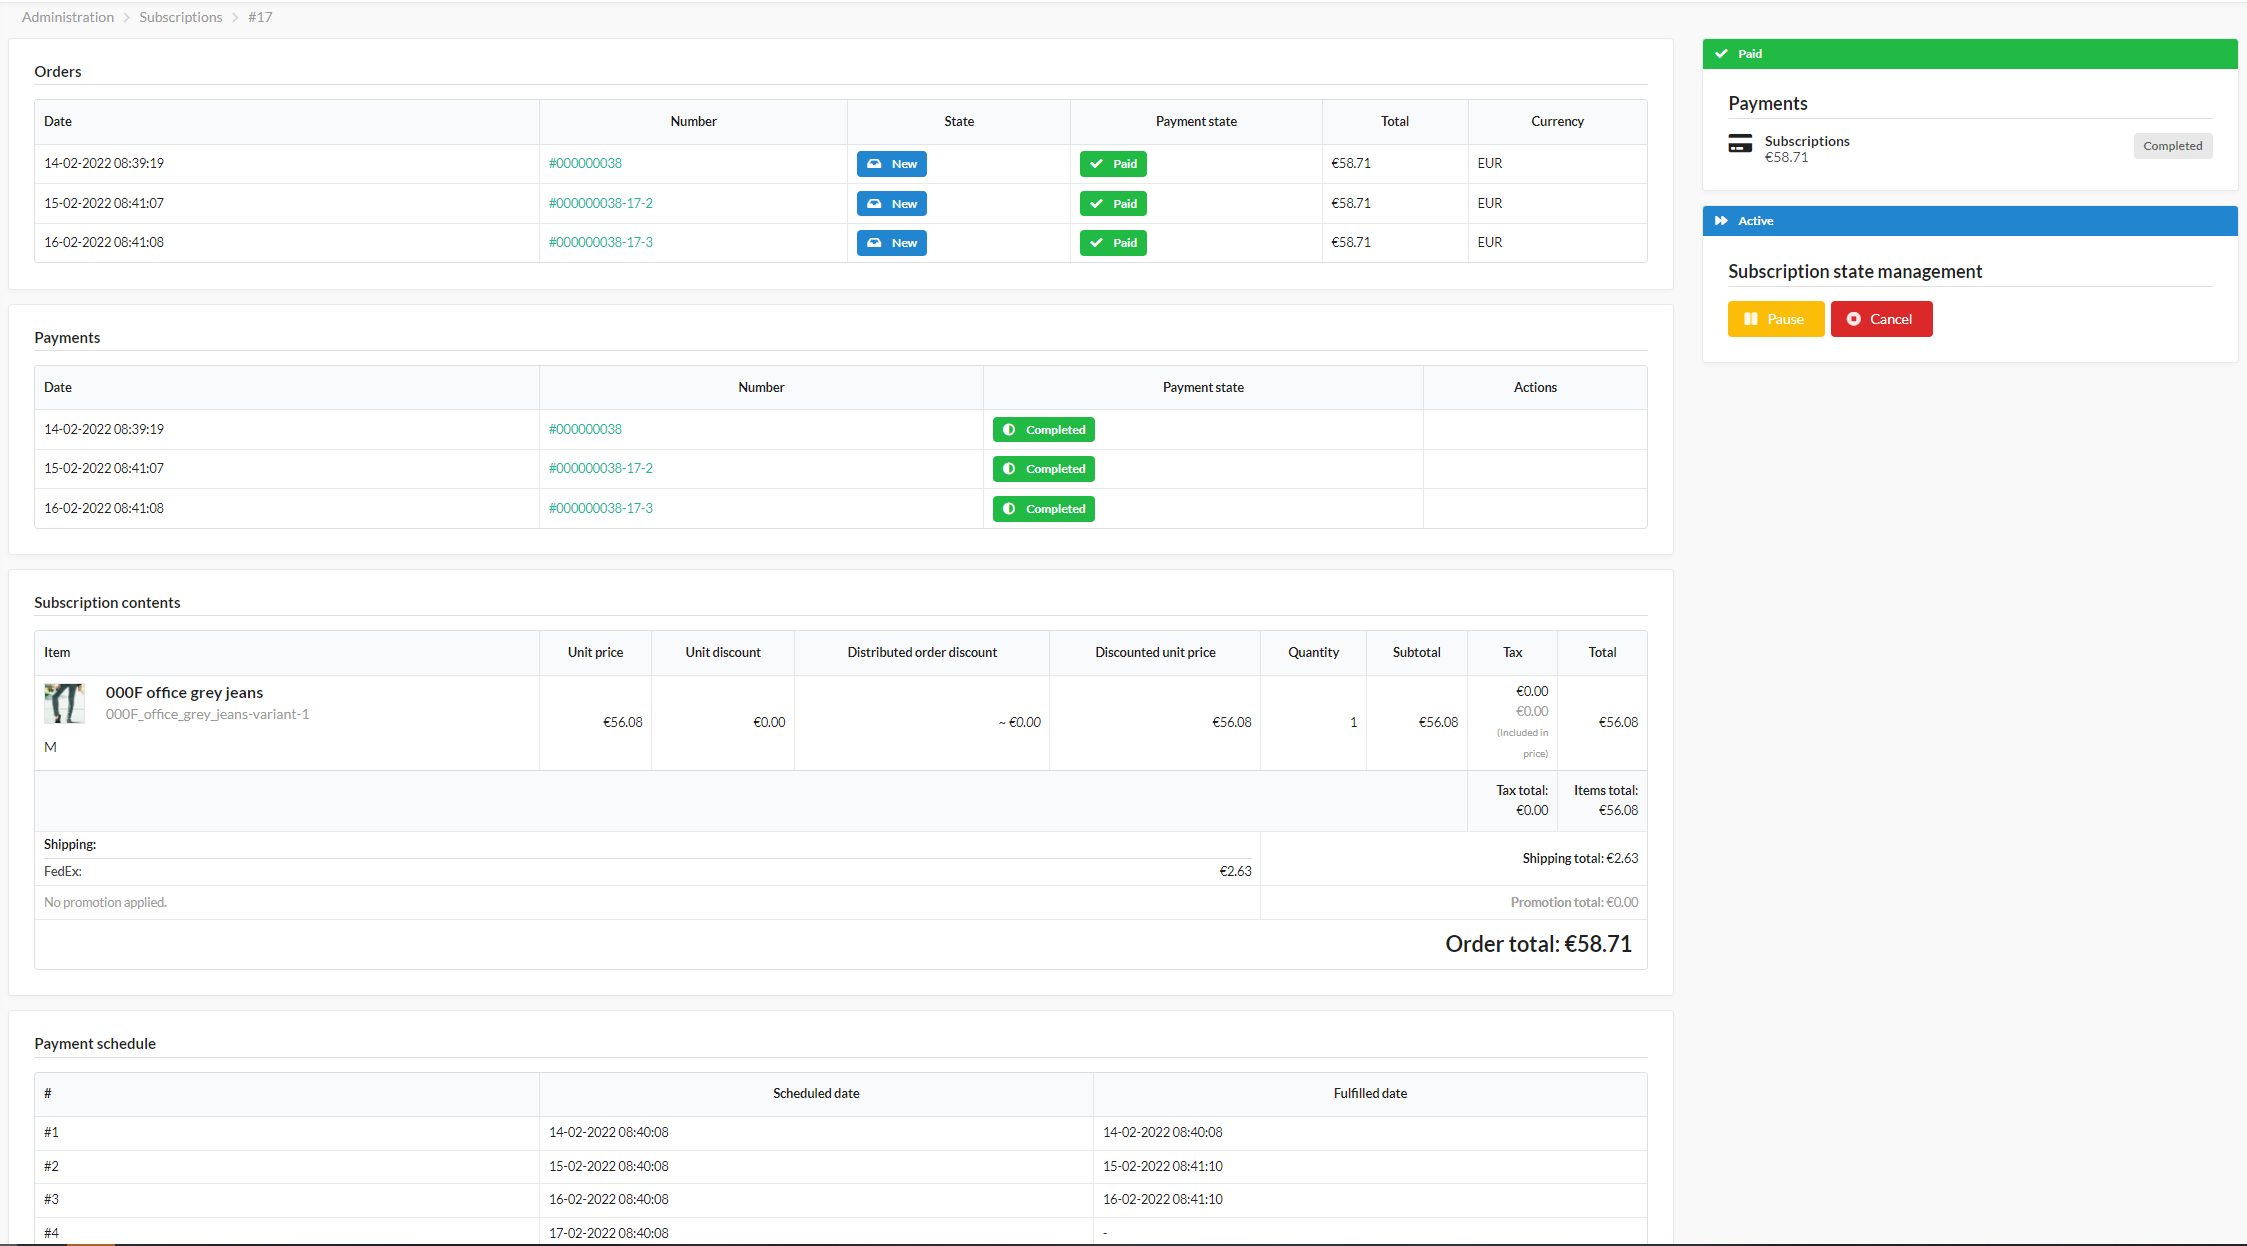 Administration > Subscriptions > #17
Orders
Date Number State Payment state Total Currency
14-02-2022 08:39:19 #000000038 New Paid €58.71 EUR
15-02-2022 08:41:07 #000000038-17-2 New Paid €58.71 EUR
16-02-2022 08:41:08 #000000038-17-3 New Paid €58.71 EUR
Payments
Date Number Payment state Actions
14-02-2022 08:39:19 #000000038 Completed
15-02-2022 08:41:07 #000000038-17-2 Completed
16-02-2022 08:41:08 #000000038-17-3 Completed
Subscription contents
Item Unit price Unit discount Distributed order discount Discounted unit price Quantity Subtotal Tax Total
000F office grey jeans
000F_office_grey_jeans-variant-1
M
€56.08 €0.00 ~ €0.00 €56.08 1 €56.08
€0.00
€0.00
(Included in
price)
€56.08
Tax total:
€0.00
Items total:
€56.08
Shipping:
FedEx: €2.63
Shipping total: €2.63
No promotion applied. Promotion total: €0.00
Order total: €58.71
Payment schedule
# Scheduled date Fulfilled date
#1 14-02-2022 08:40:08 14-02-2022 08:40:08
#2 15-02-2022 08:40:08 15-02-2022 08:41:10
#3 16-02-2022 08:40:08 16-02-2022 08:41:10
#4 17-02-2022 08:40:08 -
Paid
Payments
Subscriptions
€58.71
Completed
Active
Subscription state management
Pause Cancel